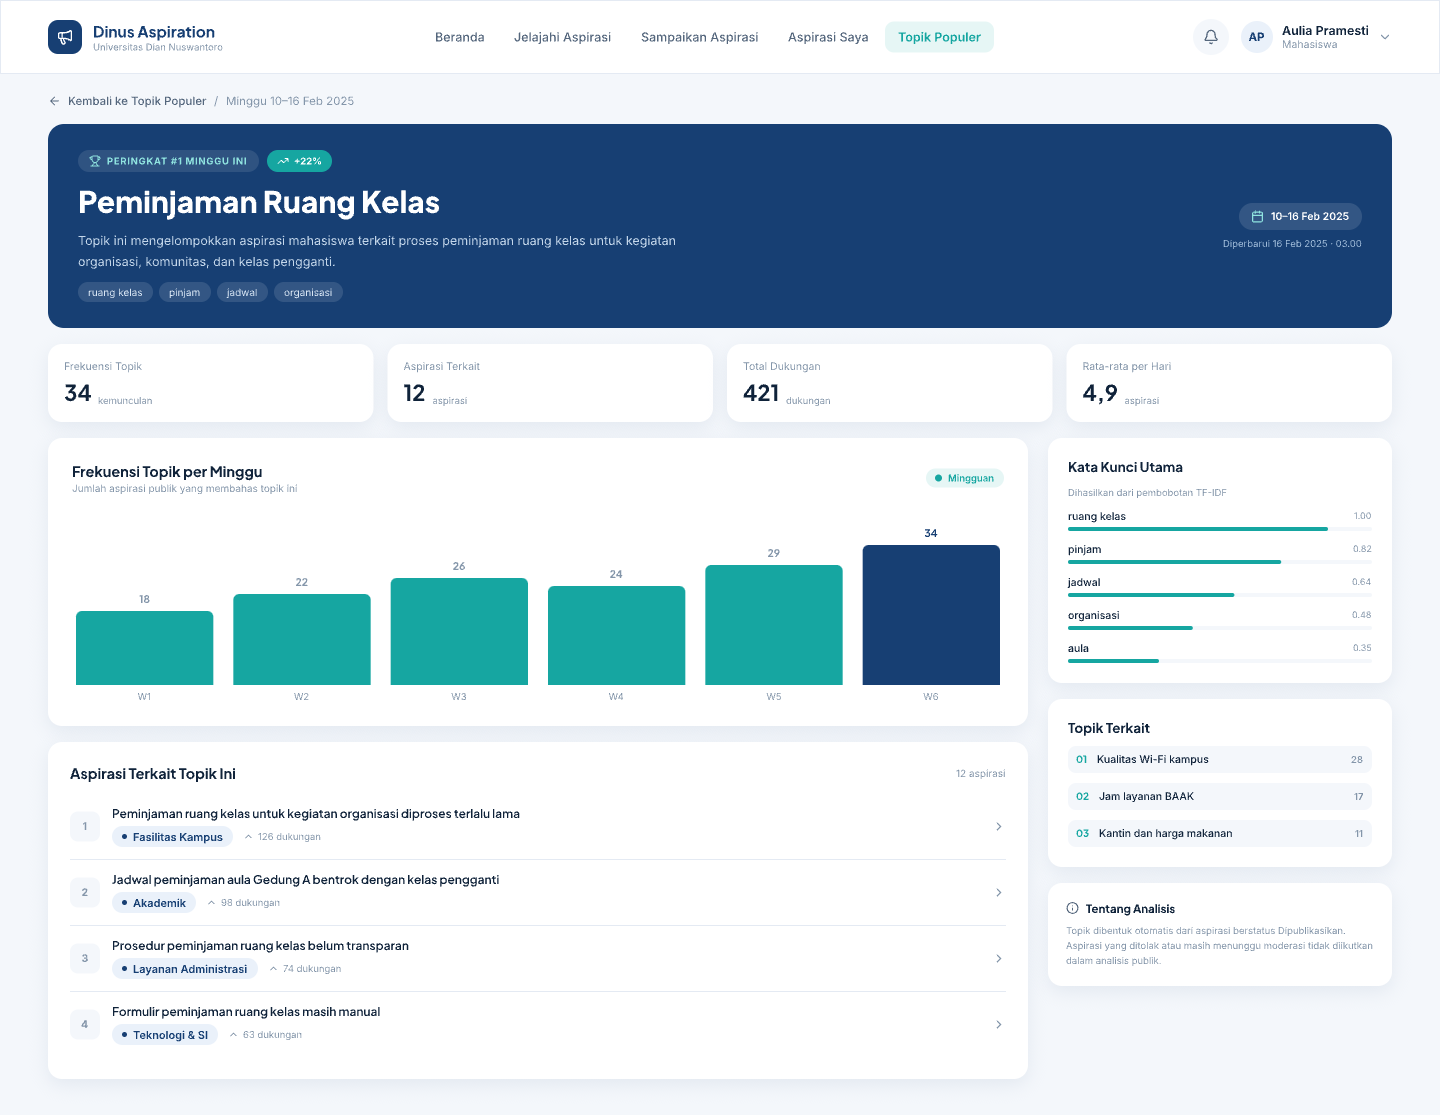 Dinus Aspiration
Universitas Dian Nuswantoro
Beranda
Jelajahi Aspirasi
Sampaikan Aspirasi
Aspirasi Saya
Topik Populer
AP
Aulia Pramesti
Mahasiswa
Kembali ke Topik Populer / Minggu 10–16 Feb 2025
PERINGKAT #1 MINGGU INI
+22%
Peminjaman Ruang Kelas
Topik ini mengelompokkan aspirasi mahasiswa terkait proses peminjaman ruang kelas untuk kegiatan
organisasi, komunitas, dan kelas pengganti.
ruang kelas
pinjam
jadwal
organisasi
10–16 Feb 2025
Diperbarui 16 Feb 2025 · 03.00
Frekuensi Topik
34 kemunculan
Aspirasi Terkait
12 aspirasi
Total Dukungan
421 dukungan
Rata-rata per Hari
4,9 aspirasi
Frekuensi Topik per Minggu
Jumlah aspirasi publik yang membahas topik ini
Mingguan
18
22
26
24
29
34
W1
W2
W3
W4
W5
W6
Aspirasi Terkait Topik Ini
12 aspirasi
1
Peminjaman ruang kelas untuk kegiatan organisasi diproses terlalu lama
Fasilitas Kampus
126 dukungan
2
Jadwal peminjaman aula Gedung A bentrok dengan kelas pengganti
Akademik
98 dukungan
3
Prosedur peminjaman ruang kelas belum transparan
Layanan Administrasi
74 dukungan
4
Formulir peminjaman ruang kelas masih manual
Teknologi & SI
63 dukungan
Kata Kunci Utama
Dihasilkan dari pembobotan TF-IDF
ruang kelas 1.00
pinjam 0.82
jadwal 0.64
organisasi 0.48
aula 0.35
Topik Terkait
01 Kualitas Wi-Fi kampus 28
02 Jam layanan BAAK 17
03 Kantin dan harga makanan 11
Tentang Analisis
Topik dibentuk otomatis dari aspirasi berstatus Dipublikasikan.
Aspirasi yang ditolak atau masih menunggu moderasi tidak diikutkan
dalam analisis publik.